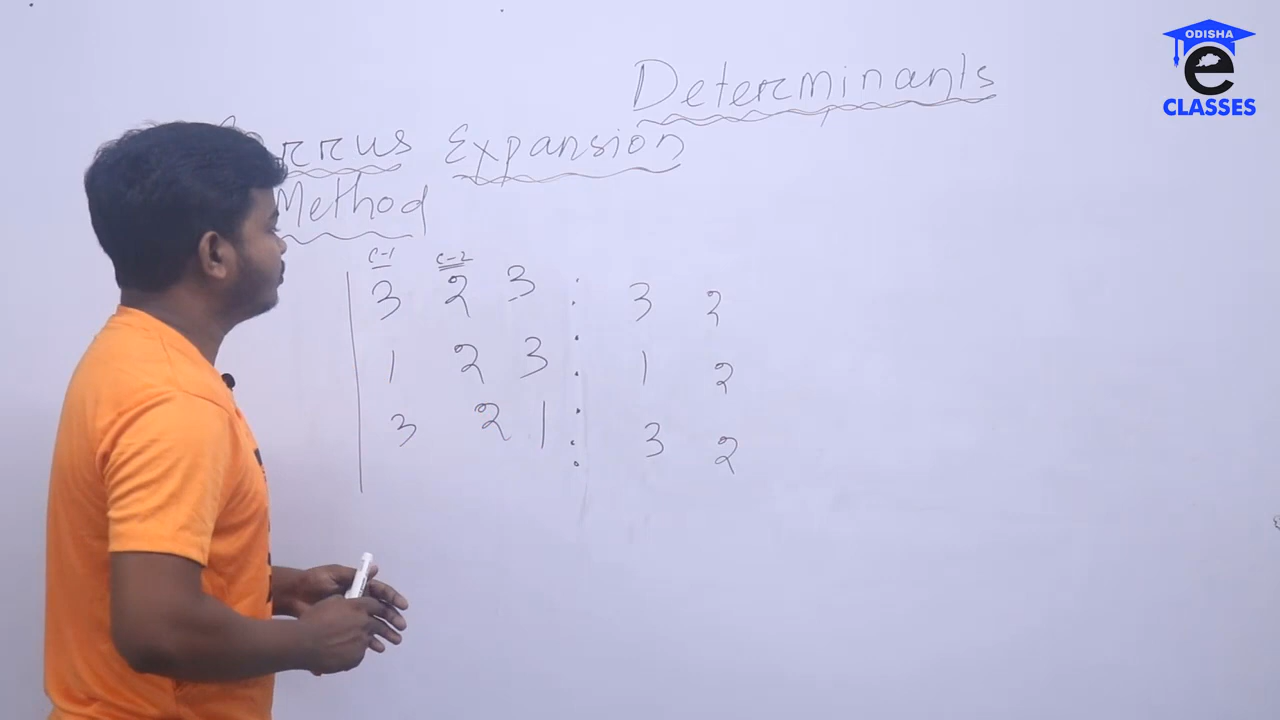 ODISHA
e
CLASSES
Determinants
Expansion
Method
C-1 C-2
3 2 3 : 3 2
1 2 3 : 1 2
3 2 1 : 3 2